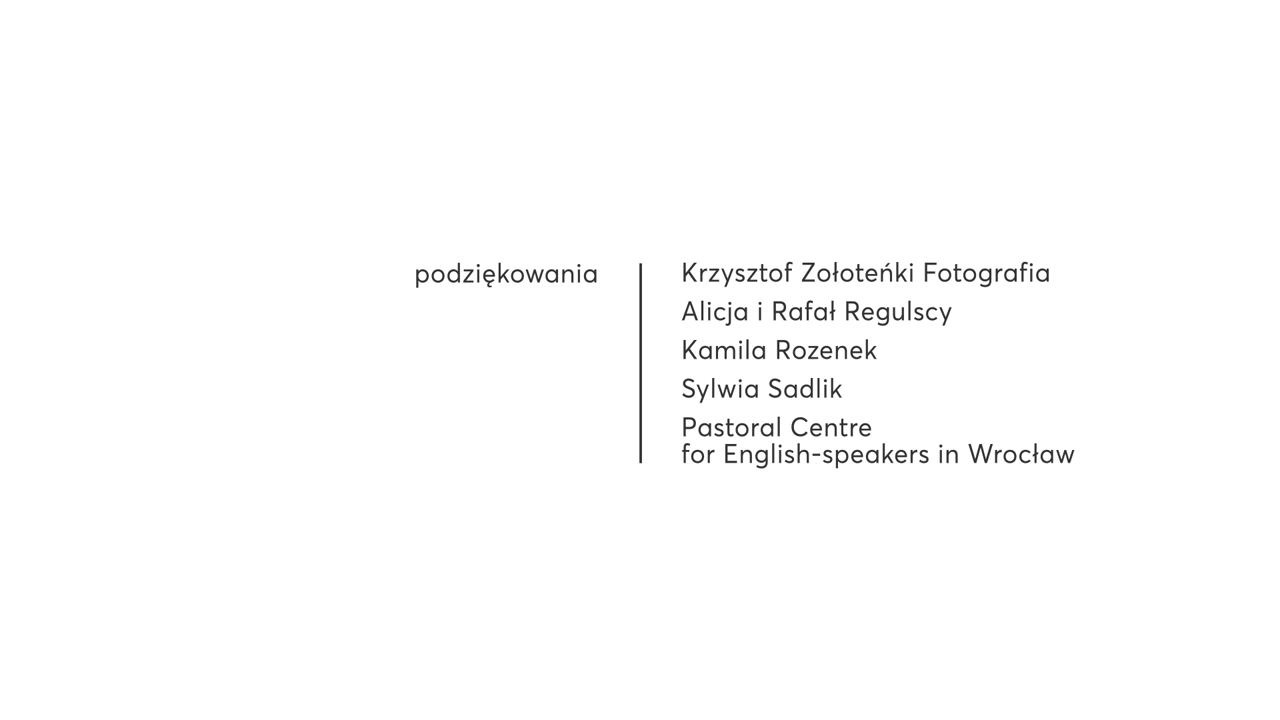 podziękowania
Krzysztof Zołoteńki Fotografia
Alicja i Rafał Regulscy
Kamila Rozenek
Sylwia Sadlik
Pastoral Centre
for English-speakers in Wrocław